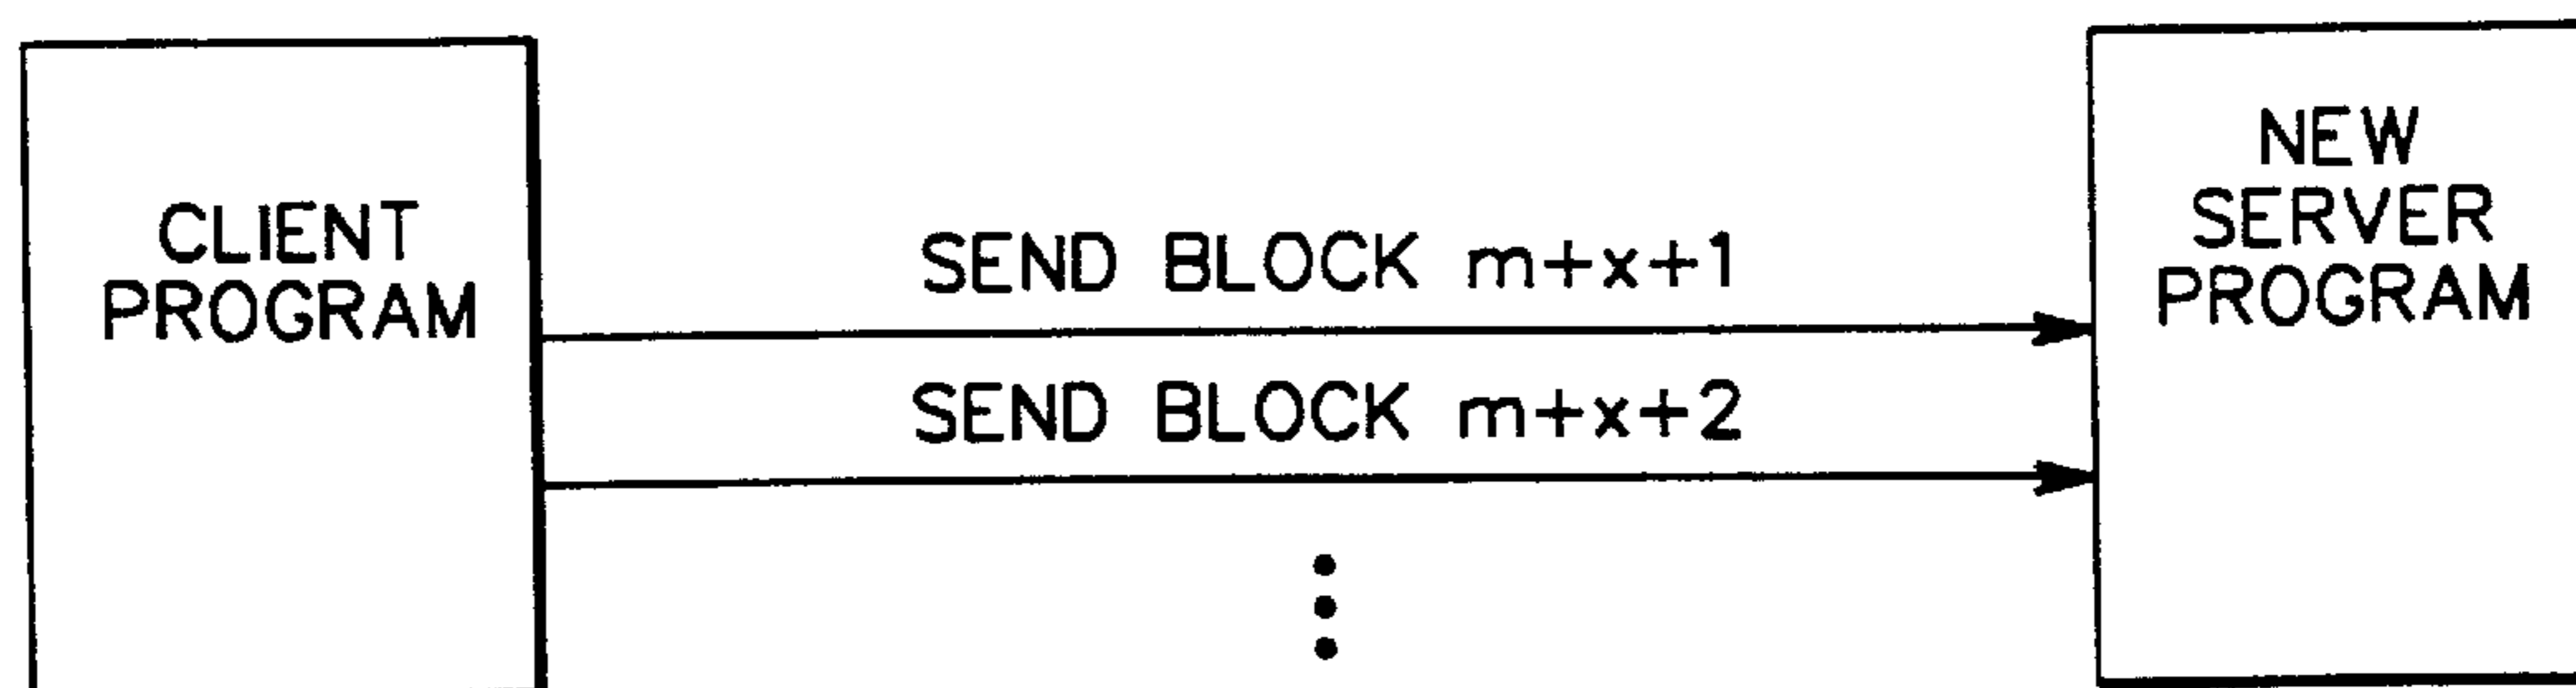 CLIENT
PROGRAM
SEND BLOCK m+x+1
SEND BLOCK m+x+2
NEW
SERVER
PROGRAM